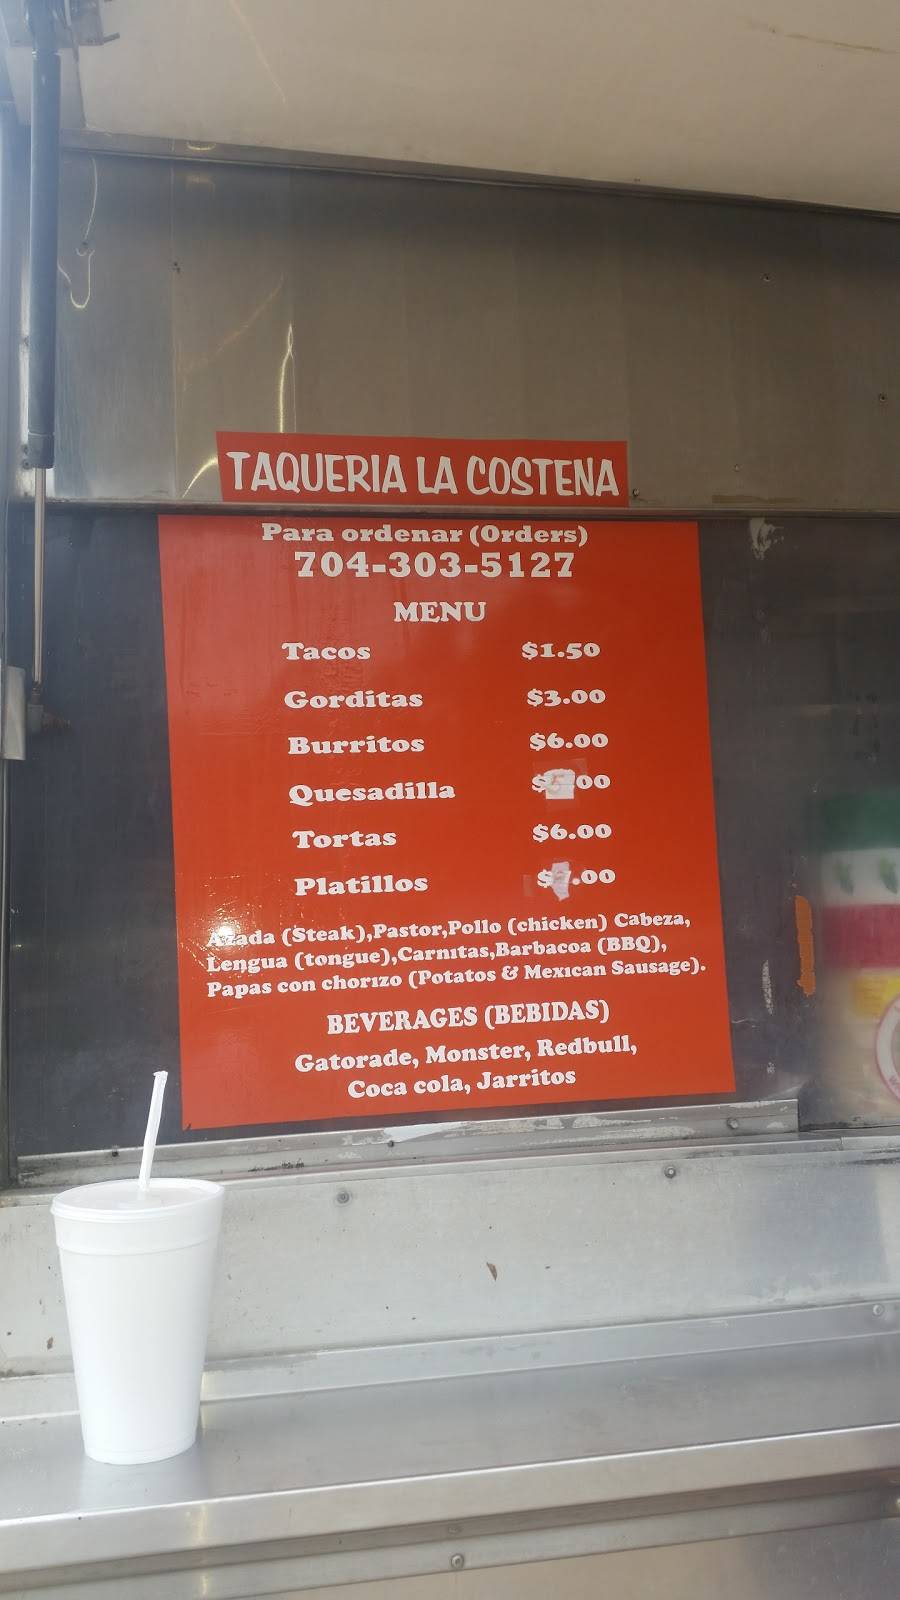 TAQUERIA LA COSTENA
Para ordenar (Orders)
704-303-5127
MENU
Tacos $1.50
Gorditas $3.00
Burritos $6.00
Quesadilla
Tortas $6.00
Platillos
Azada (Steak),Pastor,Pollo (chicken) Cabeza,
Lengua (tongue),Carnitas,Barbacoa (BBQ),
Papas con chorizo (Potatos & Mexican Sausage).
BEVERAGES (BEBIDAS)
Gatorade, Monster, Redbull,
Coca cola, Jarritos